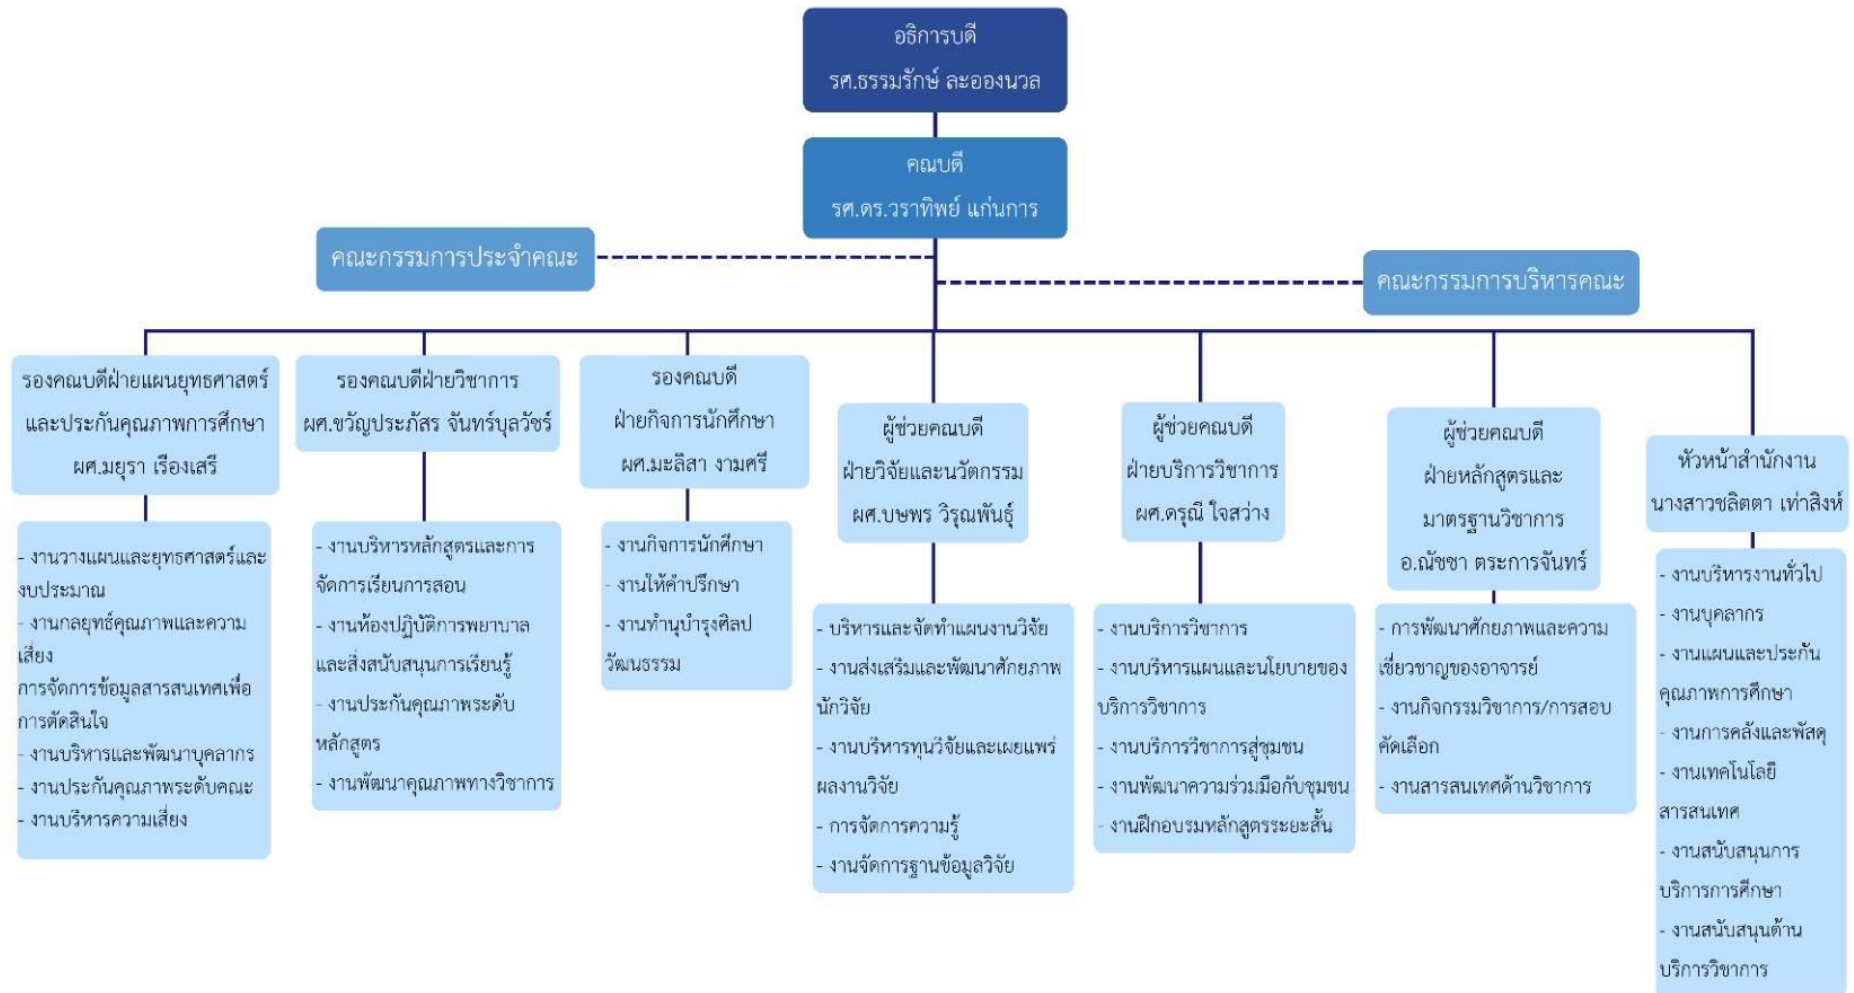 อธิการบดี
รศ.ธรรมรักษ์ ละอองนวล
คณบดี
รศ.ดร.วราทิพย์ แก่นการ
คณะกรรมการประจำคณะ
คณะกรรมการบริหารคณะ
รองคณบดีฝ่ายแผนยุทธศาสตร์
และประกันคุณภาพการศึกษา
ผศ.มยุรา เรืองเสรี
- งานวางแผนและยุทธศาสตร์และ
งบประมาณ
- งานกลยุทธ์คุณภาพและความ
เสี่ยง
การจัดการข้อมูลสารสนเทศเพื่อ
การตัดสินใจ
- งานบริหารและพัฒนาบุคลากร
- งานประกันคุณภาพระดับคณะ
- งานบริหารความเสี่ยง
รองคณบดีฝ่ายวิชาการ
ผศ.ขวัญประภัสร จันทร์บุลวัชร์
- งานบริหารหลักสูตรและการ
จัดการเรียนการสอน
- งานห้องปฏิบัติการพยาบาล
และสิ่งสนับสนุนการเรียนรู้
- งานประกันคุณภาพระดับ
หลักสูตร
- งานพัฒนาคุณภาพทางวิชาการ
รองคณบดี
ฝ่ายกิจการนักศึกษา
ผศ.มะลิสา งามศรี
- งานกิจการนักศึกษา
- งานให้คำปรึกษา
- งานทำนุบำรุงศิลป
วัฒนธรรม
ผู้ช่วยคณบดี
ฝ่ายวิจัยและนวัตกรรม
ผศ.บษพร วิรุณพันธุ์
- บริหารและจัดทำแผนงานวิจัย
- งานส่งเสริมและพัฒนาศักยภาพ
นักวิจัย
- งานบริหารทุนวิจัยและเผยแพร่
ผลงานวิจัย
- การจัดการความรู้
- งานจัดการฐานข้อมูลวิจัย
ผู้ช่วยคณบดี
ฝ่ายบริการวิชาการ
ผศ.ดรุณี ใจสว่าง
- งานบริการวิชาการ
- งานบริหารแผนและนโยบายของ
บริการวิชาการ
- งานบริการวิชาการสู่ชุมชน
- งานพัฒนาความร่วมมือกับชุมชน
- งานฝึกอบรมหลักสูตรระยะสั้น
ผู้ช่วยคณบดี
ฝ่ายหลักสูตรและ
มาตรฐานวิชาการ
อ.ณัชชา ตระการจันทร์
- การพัฒนาศักยภาพและความ
เชี่ยวชาญของอาจารย์
- งานกิจกรรมวิชาการ/การสอบ
คัดเลือก
- งานสารสนเทศด้านวิชาการ
หัวหน้าสำนักงาน
นางสาวชลิตตา เท่าสิงห์
- งานบริหารงานทั่วไป
- งานบุคลากร
- งานแผนและประกัน
คุณภาพการศึกษา
- งานการคลังและพัสดุ
- งานเทคโนโลยี
สารสนเทศ
- งานสนับสนุนการ
บริการการศึกษา
- งานสนับสนุนด้าน
บริการวิชาการ